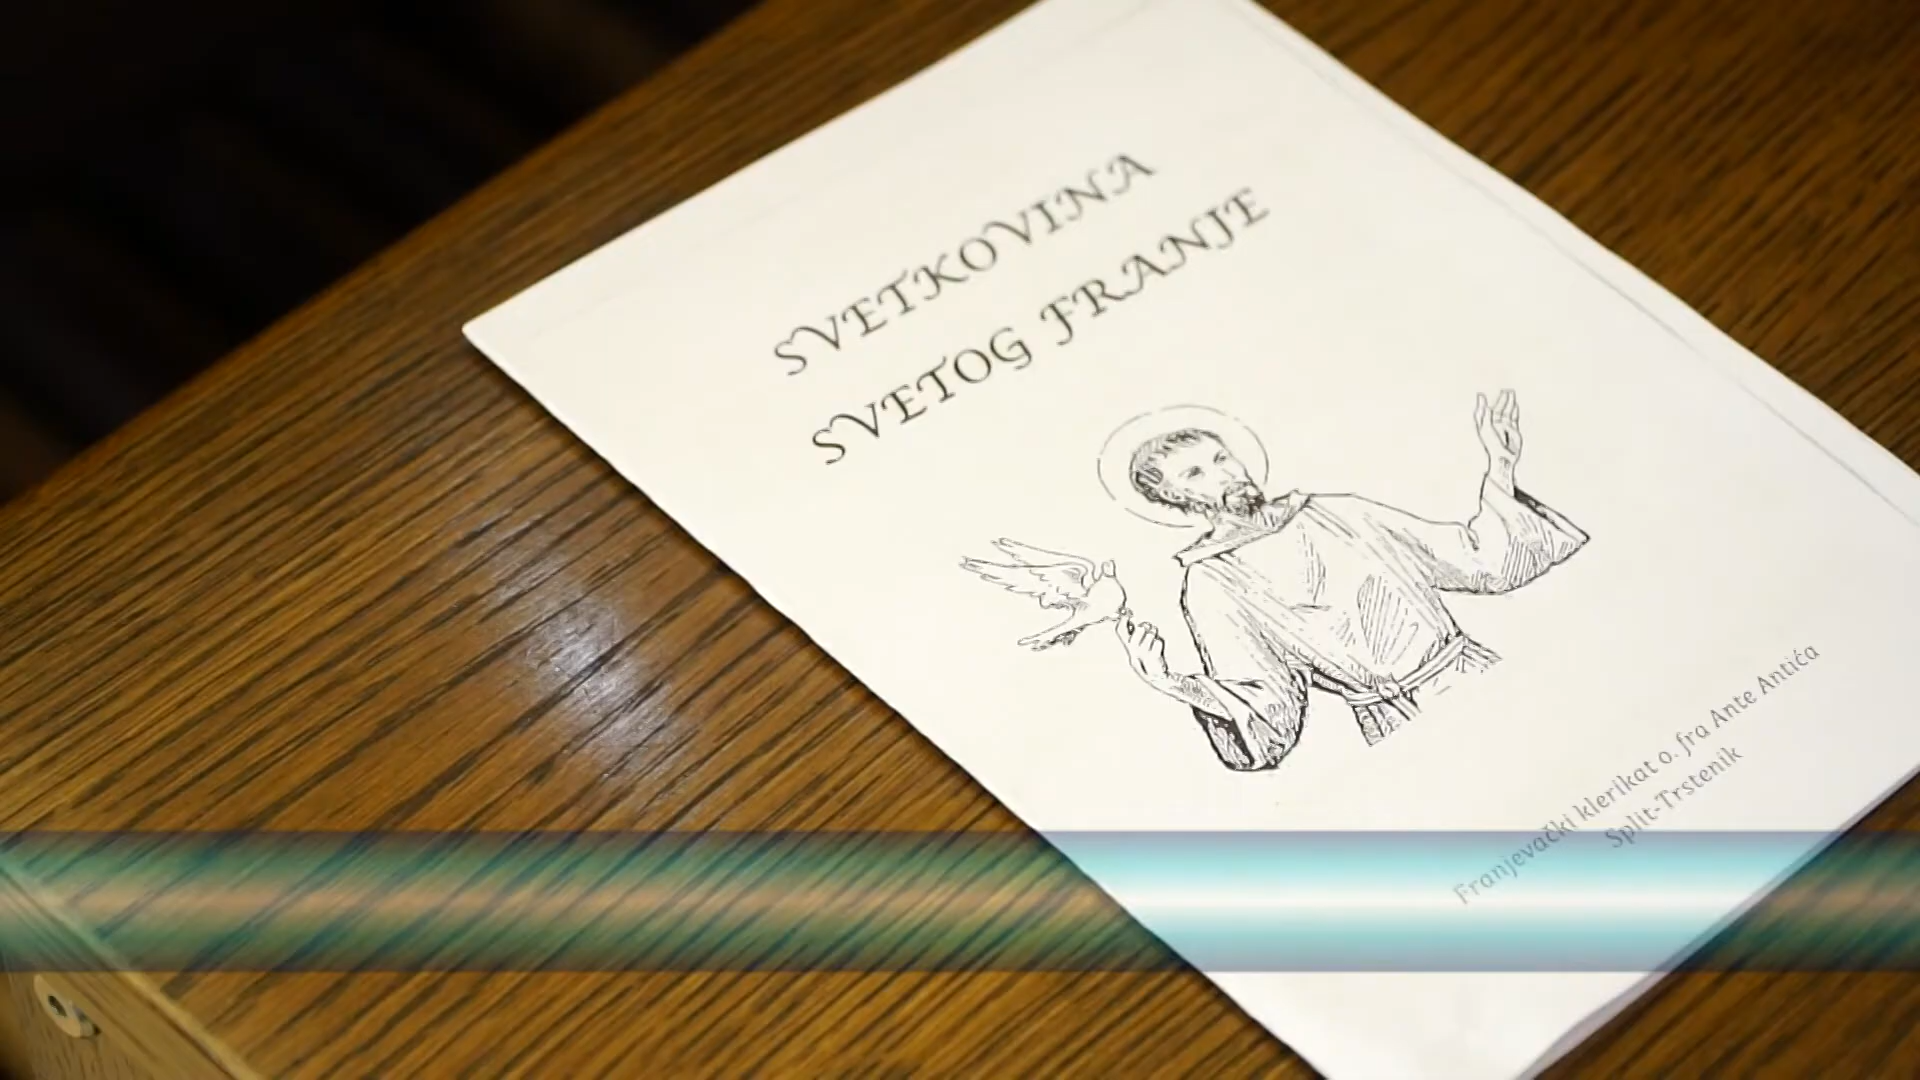 SVETKOVINA
SVETOG FRANJE
Franjevački klerikat o. fra Ante Antića
Split-Trstenik